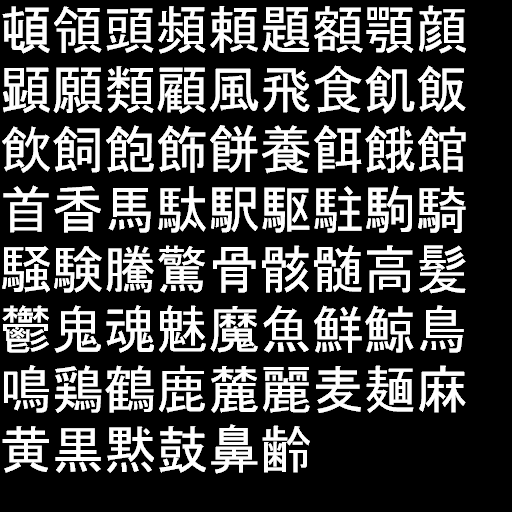 頓領頭頻頼題額顎顔
顕願類顧風飛食飢飯
飲飼飽飾餅養餌餓館
首香馬駄駅駆駐駒騎
騒験騰驚骨骸髄高髪
鬱鬼魂魅魔魚鮮鯨鳥
鳴鶏鶴鹿麓麗麦麺麻
黄黒黙鼓鼻齢